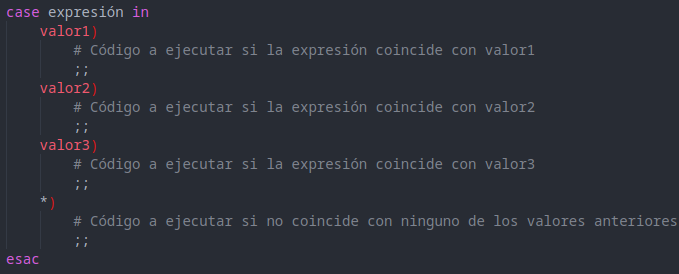 case expresión in
    valor1)
        # Código a ejecutar si la expresión coincide con valor1
        ;;
    valor2)
        # Código a ejecutar si la expresión coincide con valor2
        ;;
    valor3)
        # Código a ejecutar si la expresión coincide con valor3
        ;;
    *)
        # Código a ejecutar si no coincide con ninguno de los valores anteriores
        ;;
esac